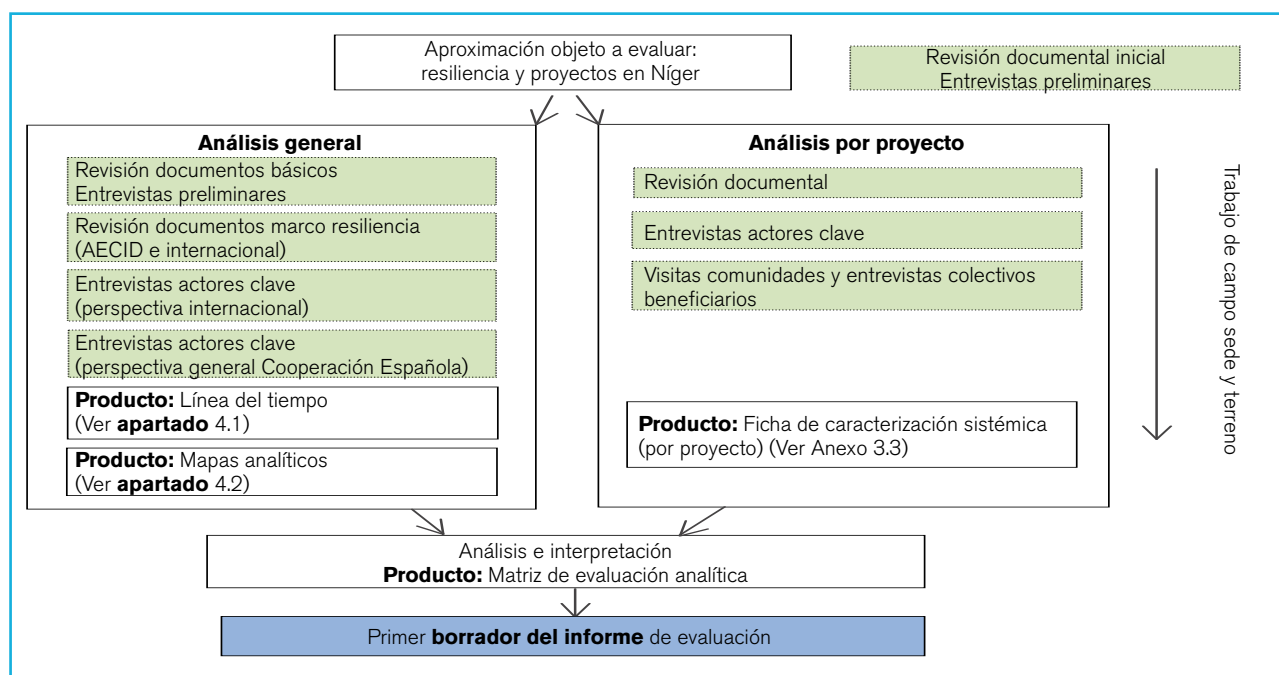 Aproximación objeto a evaluar:
resiliencia y proyectos en Níger
Revisión documental inicial
Entrevistas preliminares
Análisis general
Revisión documentos básicos
Entrevistas preliminares
Revisión documentos marco resiliencia
(AECID e internacional)
Entrevistas actores clave
(perspectiva internacional)
Entrevistas actores clave
(perspectiva general Cooperación Española)
Producto: Línea del tiempo
(Ver apartado 4.1)
Producto: Mapas analíticos
(Ver apartado 4.2)
Análisis por proyecto
Revisión documental
Entrevistas actores clave
Visitas comunidades y entrevistas colectivos
beneficiarios
Producto: Ficha de caracterización sistémica
(por proyecto) (Ver Anexo 3.3)
Trabajo de campo sede y terreno
Análisis e interpretación
Producto: Matriz de evaluación analítica
Primer borrador del informe de evaluación